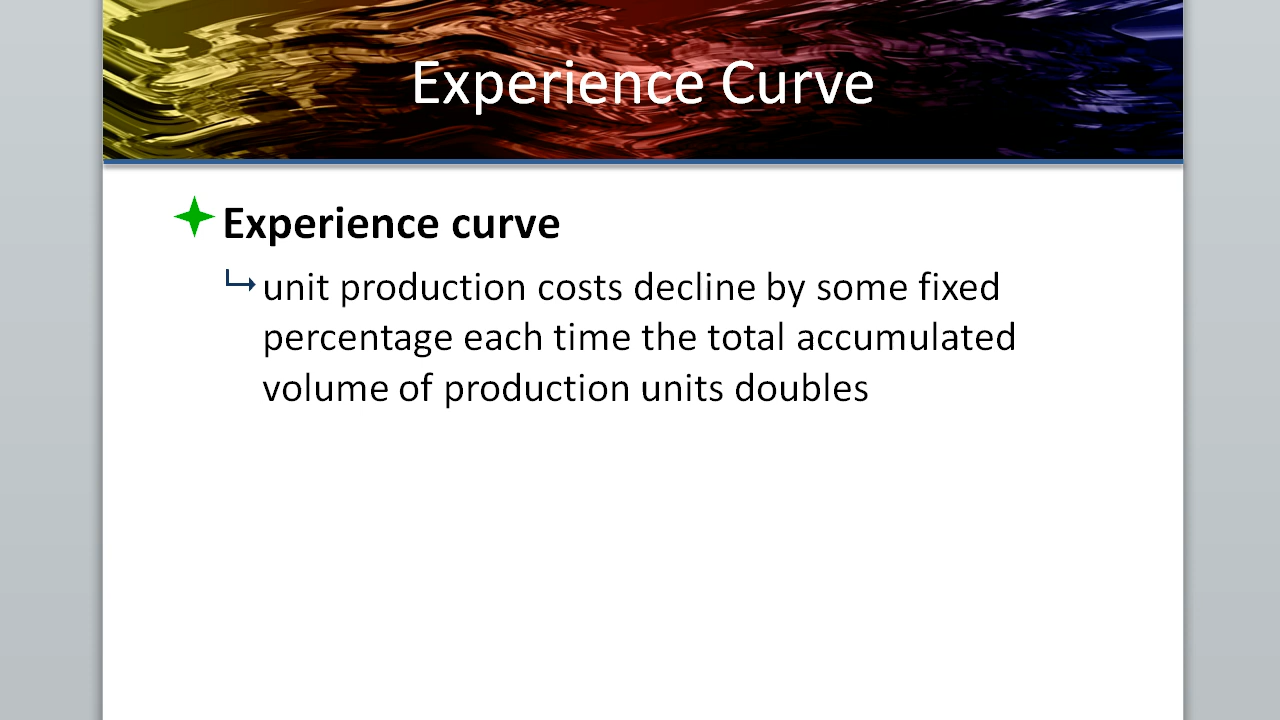 Experience Curve
Experience curve
unit production costs decline by some fixed
percentage each time the total accumulated
volume of production units doubles